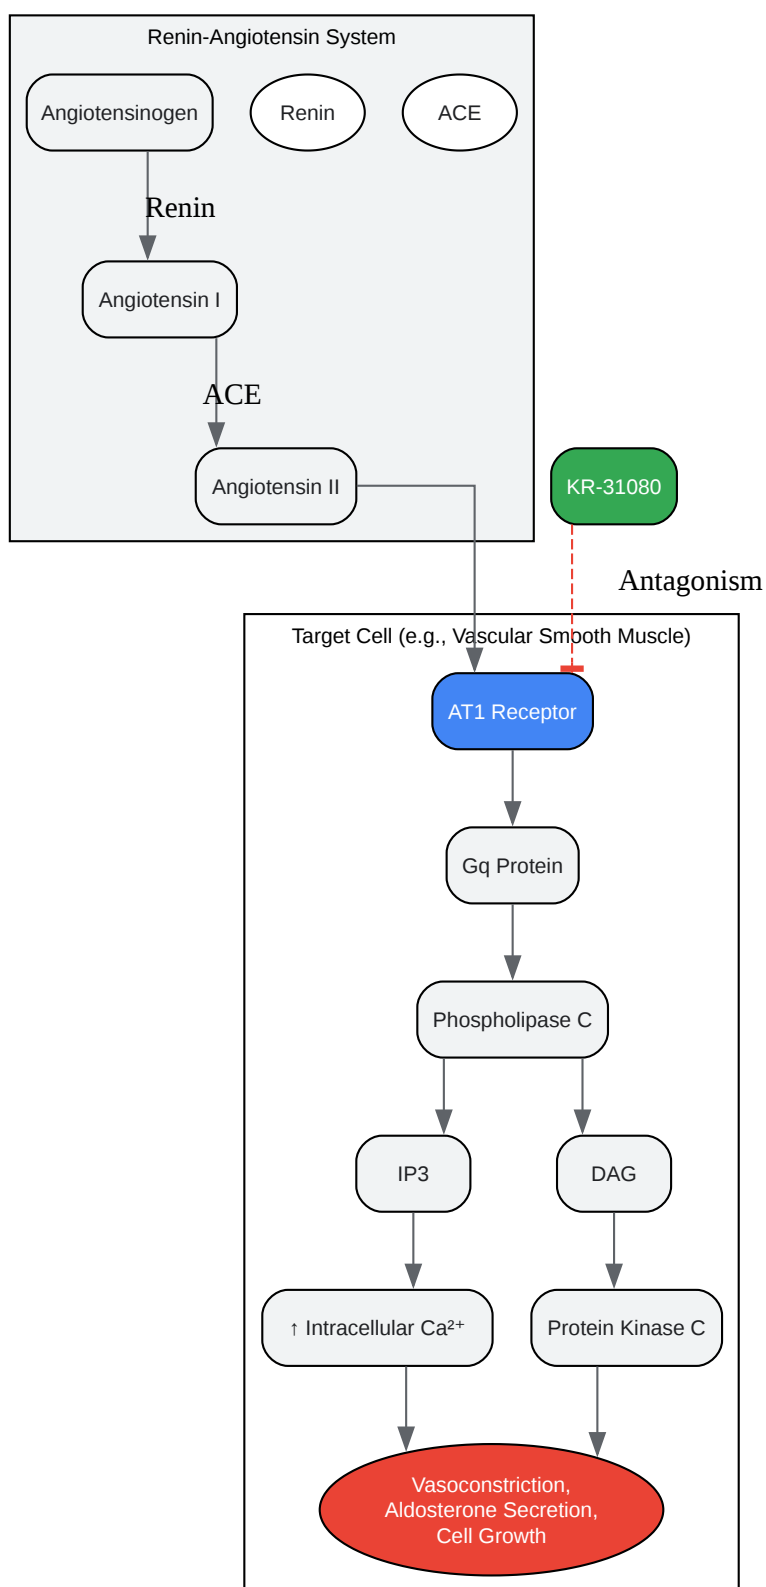 Renin-Angiotensin System
Angiotensinogen
Renin
ACE
Renin
Angiotensin I
ACE
Angiotensin II
KR-31080
Antagonism
Target Cell (e.g., Vascular Smooth Muscle)
AT1 Receptor
Gq Protein
Phospholipase C
IP3
DAG
↑ Intracellular Ca²⁺
Protein Kinase C
Vasoconstriction,
Aldosterone Secretion,
Cell Growth